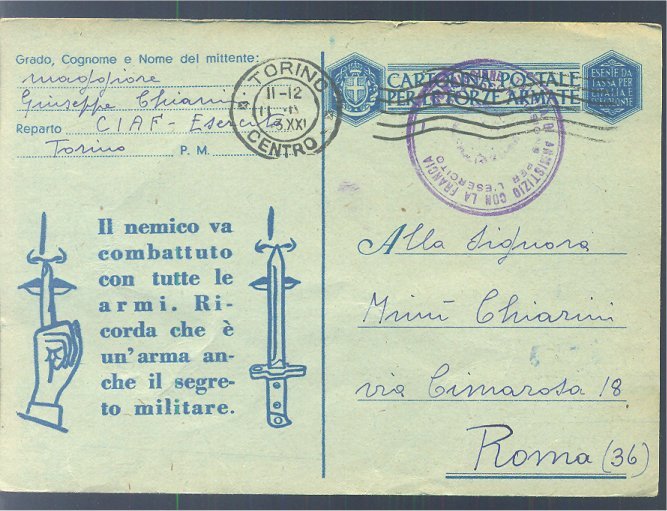 Grado, Cognome e Nome del mittente:
maggiore
Giuseppe Chiarini
Reparto CIAF - Esercito
Torino P. M.
TORINO
11-12
XXI
CENTRO
CARTOLINA POSTALE
PER LE FORZE ARMATE
ESENTE DA
TASSA PER
ARMISTIZIO CON LA FRANCIA
PER L'ESERCITO
Il nemico va
combattuto
con tutte le
armi. Ri-
corda che è
un'arma an-
che il segre-
to militare.
Alla Signora
Mimì Chiarini
via Cimarosa 18
Roma (36)